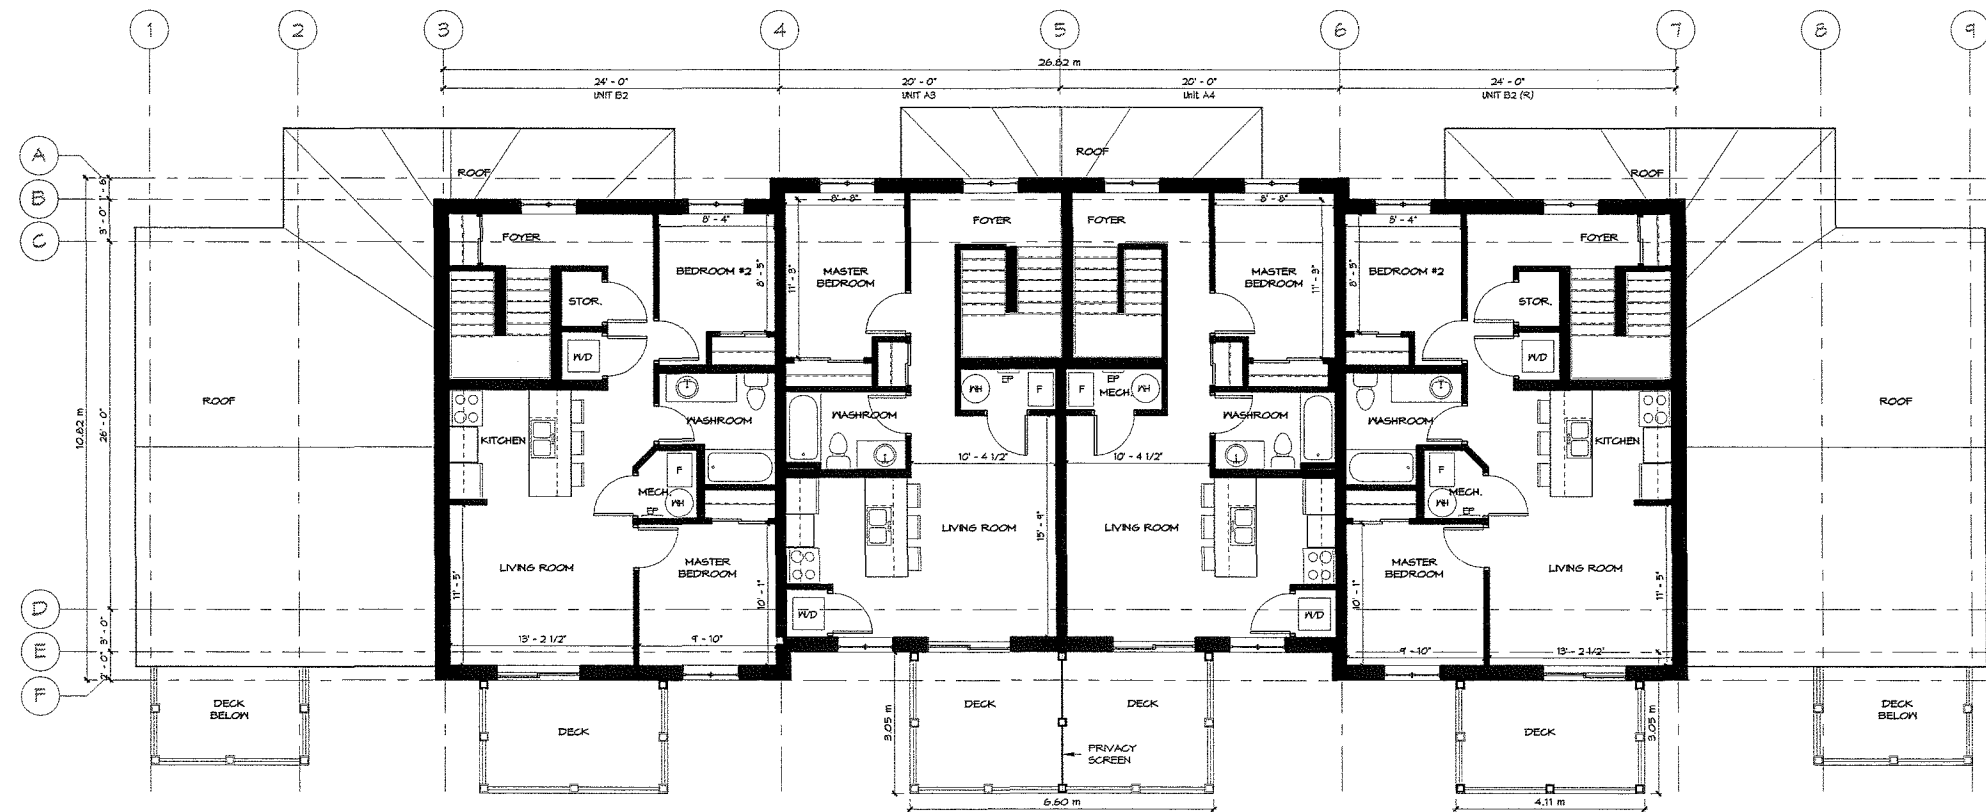 1 2 3 4 5 6 7 8 9
26.82 m
24' - 0" 20' - 0" 20' - 0" 24' - 0"
UNIT B2 UNIT A3 Unit A4 UNIT B2 (R)
A
B
C
D
E
F
1' - 6"
3' - 0"
10.82 m
26' - 0"
3' - 0"
2' - 0"
ROOF ROOF ROOF
8' - 4" 8' - 8" 8' - 8" 8' - 4"
FOYER FOYER FOYER FOYER
BEDROOM #2 8' - 5" 11' - 3" MASTER
BEDROOM
MASTER
BEDROOM
11' - 3" 8' - 5" BEDROOM #2
STOR. STOR.
W/D W/D
WH EP F F EP WH
MECH.
ROOF ROOF
KITCHEN WASHROOM WASHROOM WASHROOM WASHROOM KITCHEN
F F
MECH. MECH.
WH WH
EP EP
10' - 4 1/2" 10' - 4 1/2"
LIVING ROOM 15' - 9" LIVING ROOM
LIVING ROOM LIVING ROOM
MASTER
BEDROOM
MASTER
BEDROOM
11' - 5" 10' - 1" 10' - 1" 11' - 5"
W/D W/D
13' - 2 1/2" 9' - 10" 9' - 10" 13' - 2 1/2"
DECK
BELOW
DECK DECK DECK DECK
DECK
BELOW
3.05 m 3.05 m
PRIVACY
SCREEN
6.60 m 4.11 m